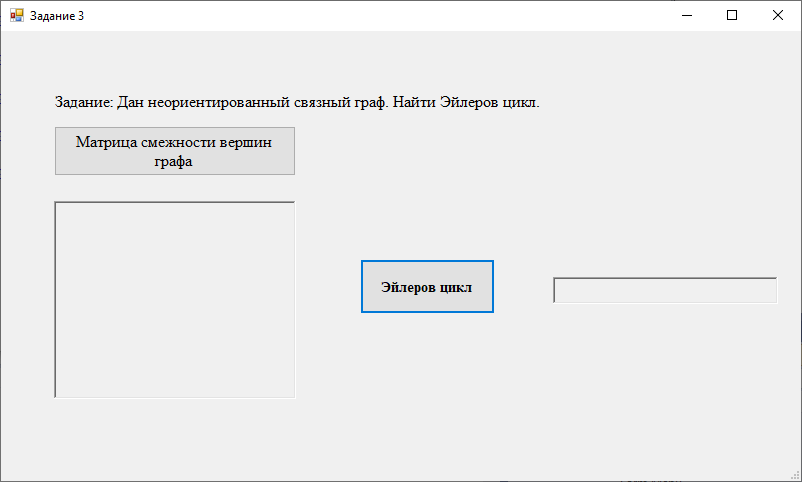 Задание 3
Задание: Дан неориентированный связный граф. Найти Эйлеров цикл.
Матрица смежности вершин
графа
Эйлеров цикл